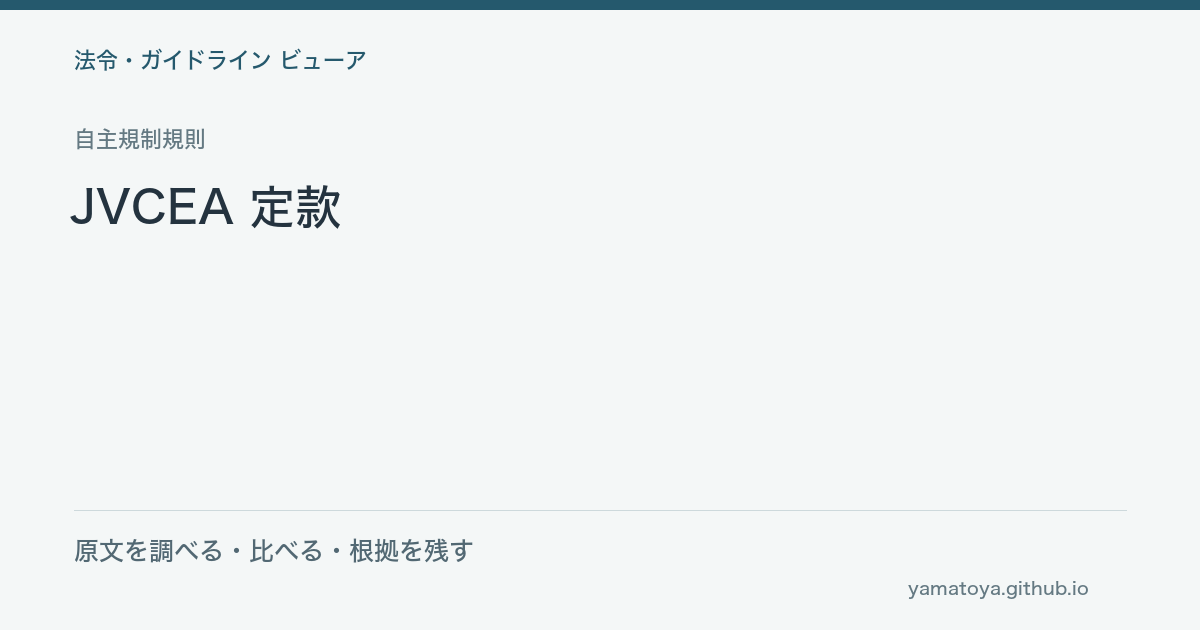 法令・ガイドライン ビューア
自主規制規則
JVCEA 定款
原文を調べる・比べる・根拠を残す
yamatoya.github.io